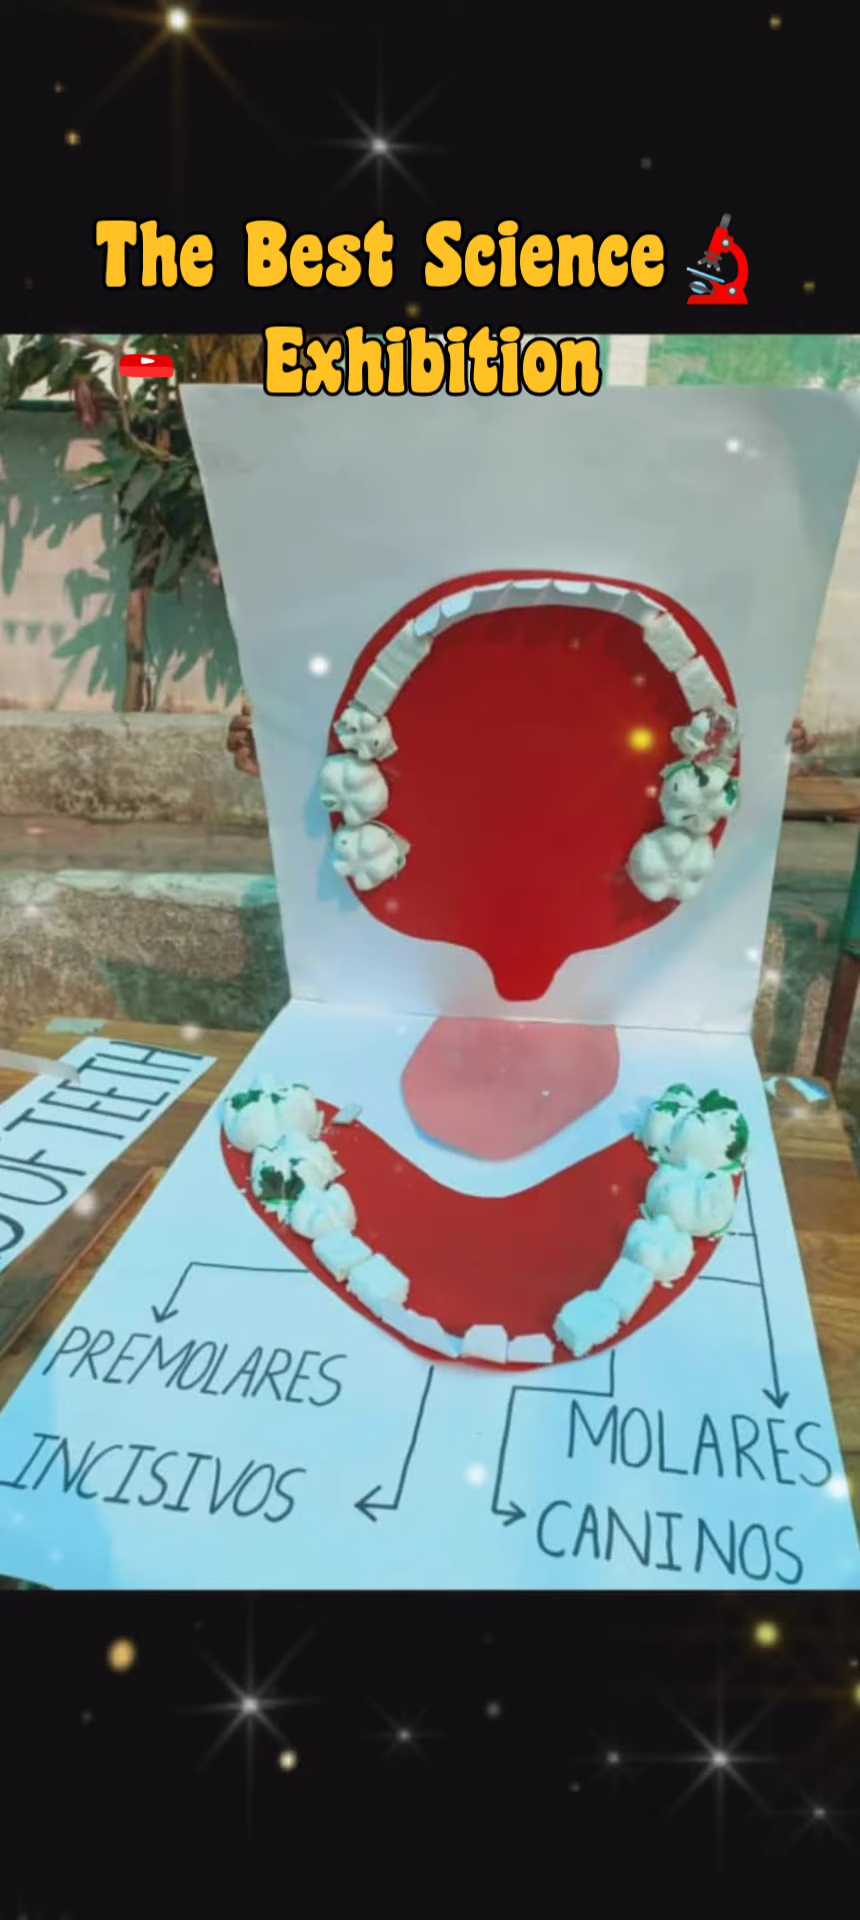 The Best Science🔬
Exhibition
OF TEETH
PREMOLARES
INCISIVOS
MOLARES
CANINOS